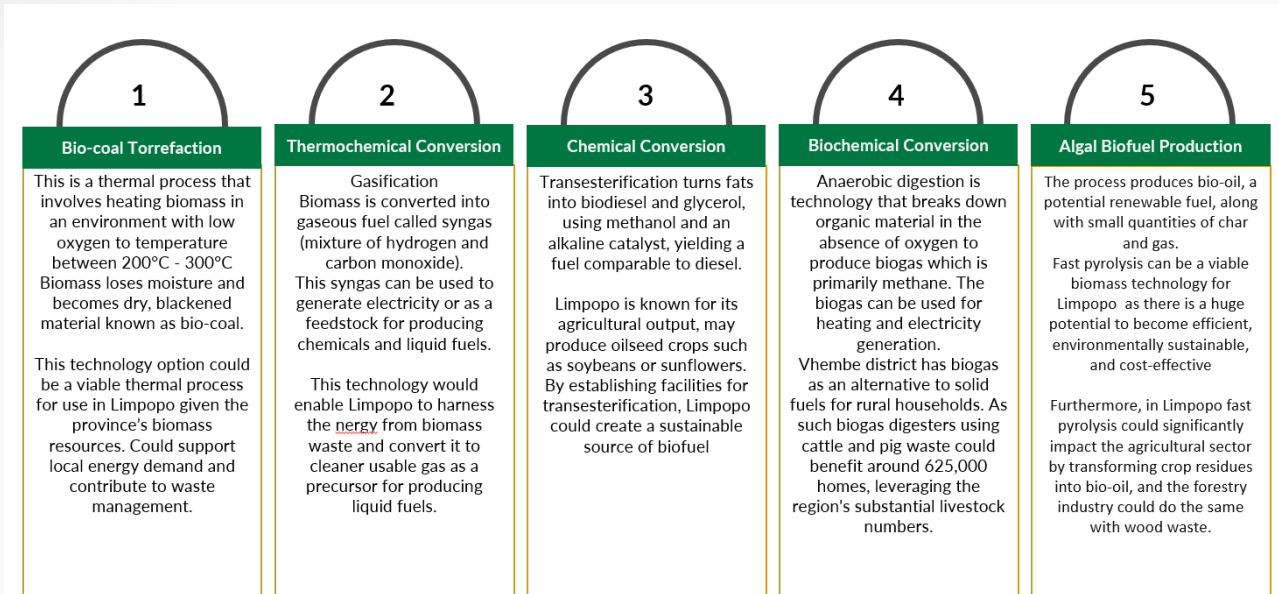 1
Bio-coal Torrefaction
This is a thermal process that
involves heating biomass in
an environment with low
oxygen to temperature
between 200°C - 300°C
Biomass loses moisture and
becomes dry, blackened
material known as bio-coal.
This technology option could
be a viable thermal process
for use in Limpopo given the
province's biomass
resources. Could support
local energy demand and
contribute to waste
management.
2
Thermochemical Conversion
Gasification
Biomass is converted into
gaseous fuel called syngas
(mixture of hydrogen and
carbon monoxide).
This syngas can be used to
generate electricity or as a
feedstock for producing
chemicals and liquid fuels.
This technology would
enable Limpopo to harness
the nergy from biomass
waste and convert it to
cleaner usable gas as a
precursor for producing
liquid fuels.
3
Chemical Conversion
Transesterification turns fats
into biodiesel and glycerol,
using methanol and an
alkaline catalyst, yielding a
fuel comparable to diesel.
Limpopo is known for its
agricultural output, may
produce oilseed crops such
as soybeans or sunflowers.
By establishing facilities for
transesterification, Limpopo
could create a sustainable
source of biofuel
4
Biochemical Conversion
Anaerobic digestion is
technology that breaks down
organic material in the
absence of oxygen to
produce biogas which is
primarily methane. The
biogas can be used for
heating and electricity
generation.
Vhembe district has biogas
as an alternative to solid
fuels for rural households. As
such biogas digesters using
cattle and pig waste could
benefit around 625,000
homes, leveraging the
region's substantial livestock
numbers.
5
Algal Biofuel Production
The process produces bio-oil, a
potential renewable fuel, along
with small quantities of char
and gas.
Fast pyrolysis can be a viable
biomass technology for
Limpopo as there is a huge
potential to become efficient,
environmentally sustainable,
and cost-effective
Furthermore, in Limpopo fast
pyrolysis could significantly
impact the agricultural sector
by transforming crop residues
into bio-oil, and the forestry
industry could do the same
with wood waste.